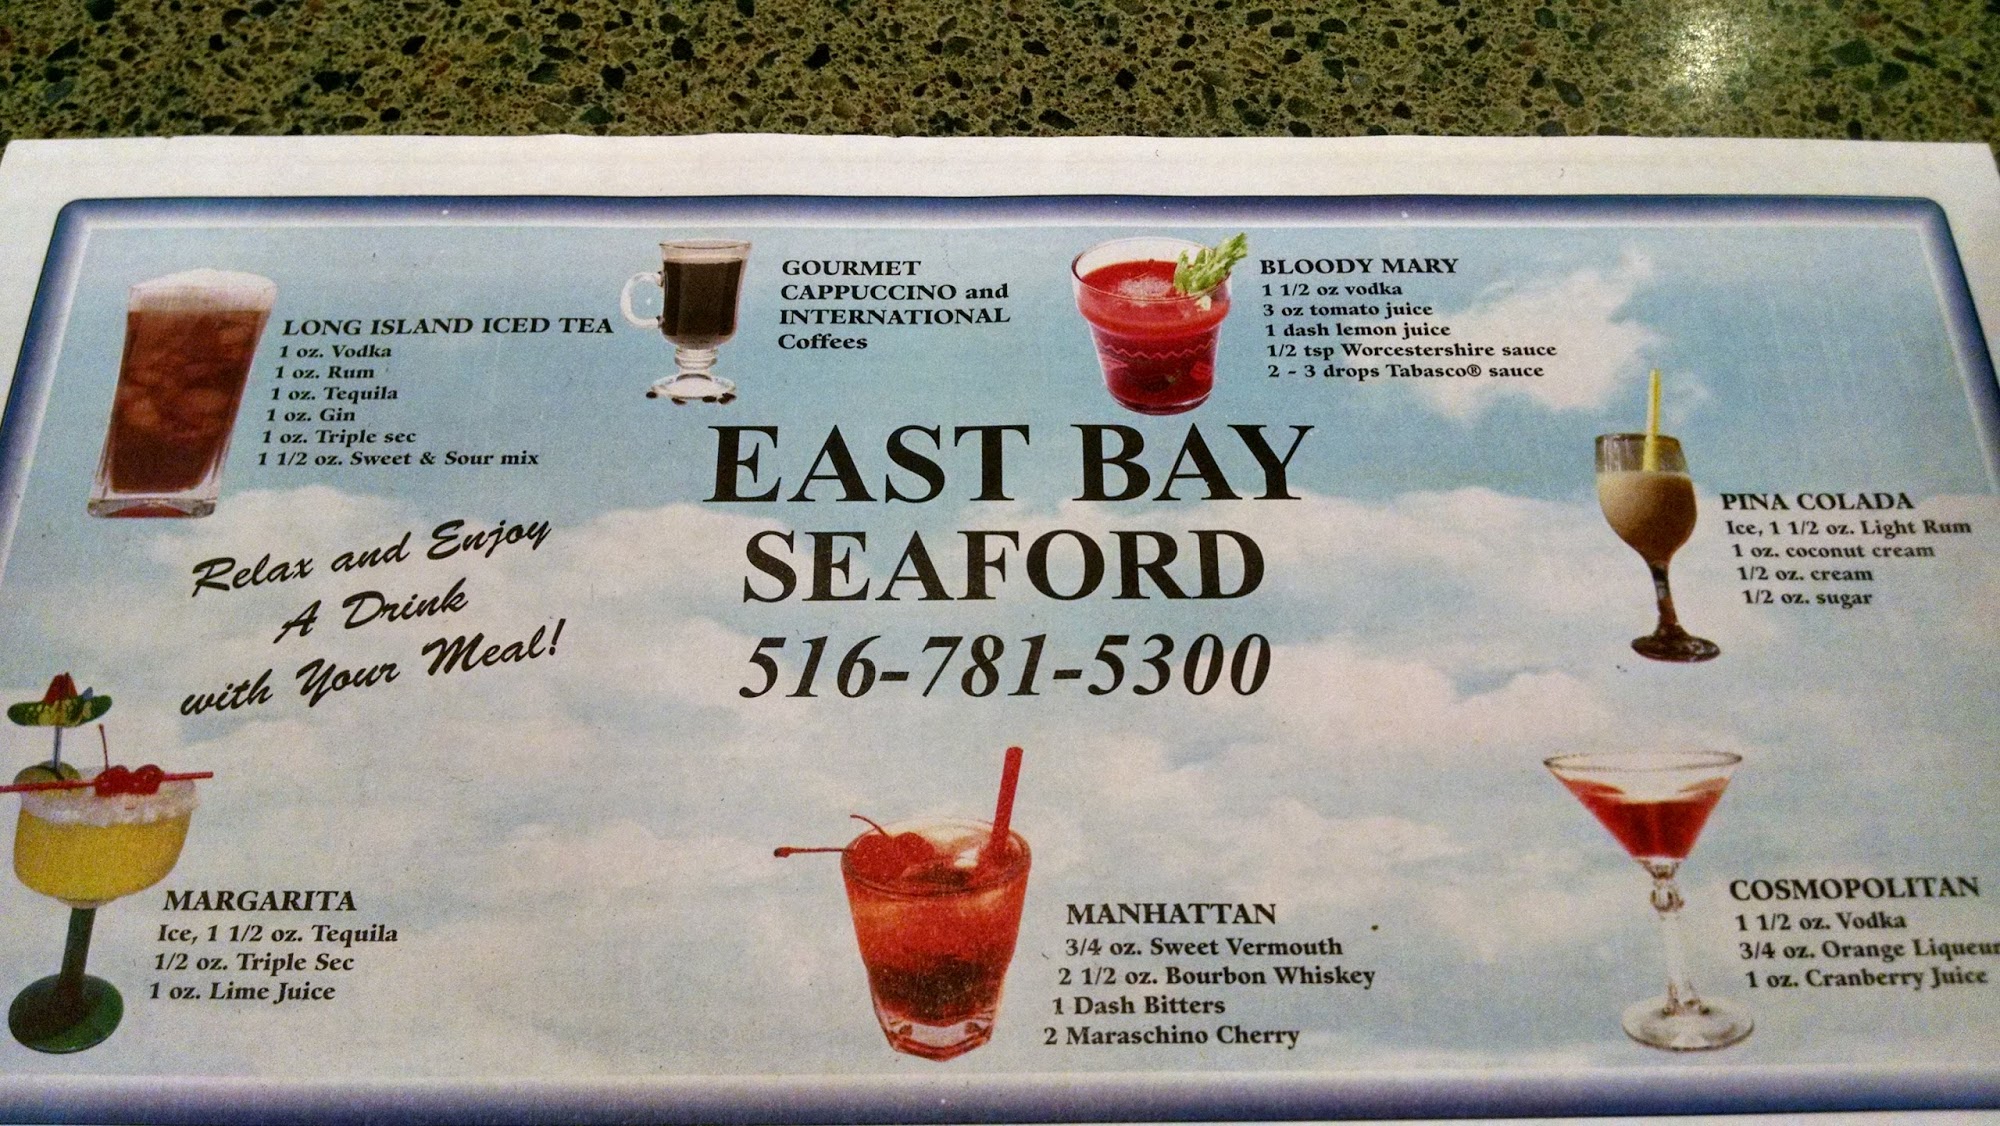 LONG ISLAND ICED TEA
1 oz. Vodka
1 oz. Rum
1 oz. Tequila
1 oz. Gin
1 oz. Triple sec
1 1/2 oz. Sweet & Sour mix
GOURMET
CAPPUCCINO and
INTERNATIONAL
Coffees
BLOODY MARY
1 1/2 oz vodka
3 oz tomato juice
1 dash lemon juice
1/2 tsp Worcestershire sauce
2 - 3 drops Tabasco® sauce
EAST BAY
SEAFORD
516-781-5300
Relax and Enjoy
A Drink
with Your Meal!
PINA COLADA
Ice, 1 1/2 oz. Light Rum
1 oz. coconut cream
1/2 oz. cream
1/2 oz. sugar
MARGARITA
Ice, 1 1/2 oz. Tequila
1/2 oz. Triple Sec
1 oz. Lime Juice
MANHATTAN
3/4 oz. Sweet Vermouth
2 1/2 oz. Bourbon Whiskey
1 Dash Bitters
2 Maraschino Cherry
COSMOPOLITAN
1 1/2 oz. Vodka
3/4 oz. Orange Liqueur
1 oz. Cranberry Juice